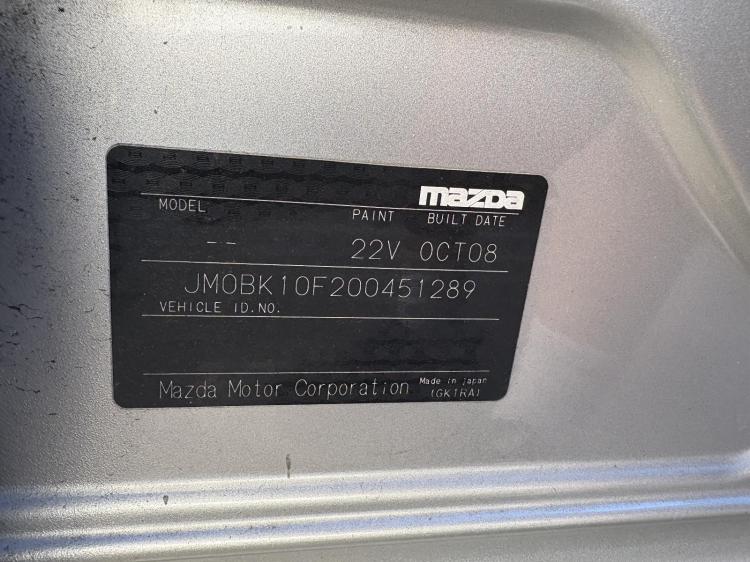 mazda
MODEL PAINT BUILT DATE
-- 22V OCT08
JM0BK10F200451289
VEHICLE ID.NO.
Mazda Motor Corporation Made in japan
(GK1RA)